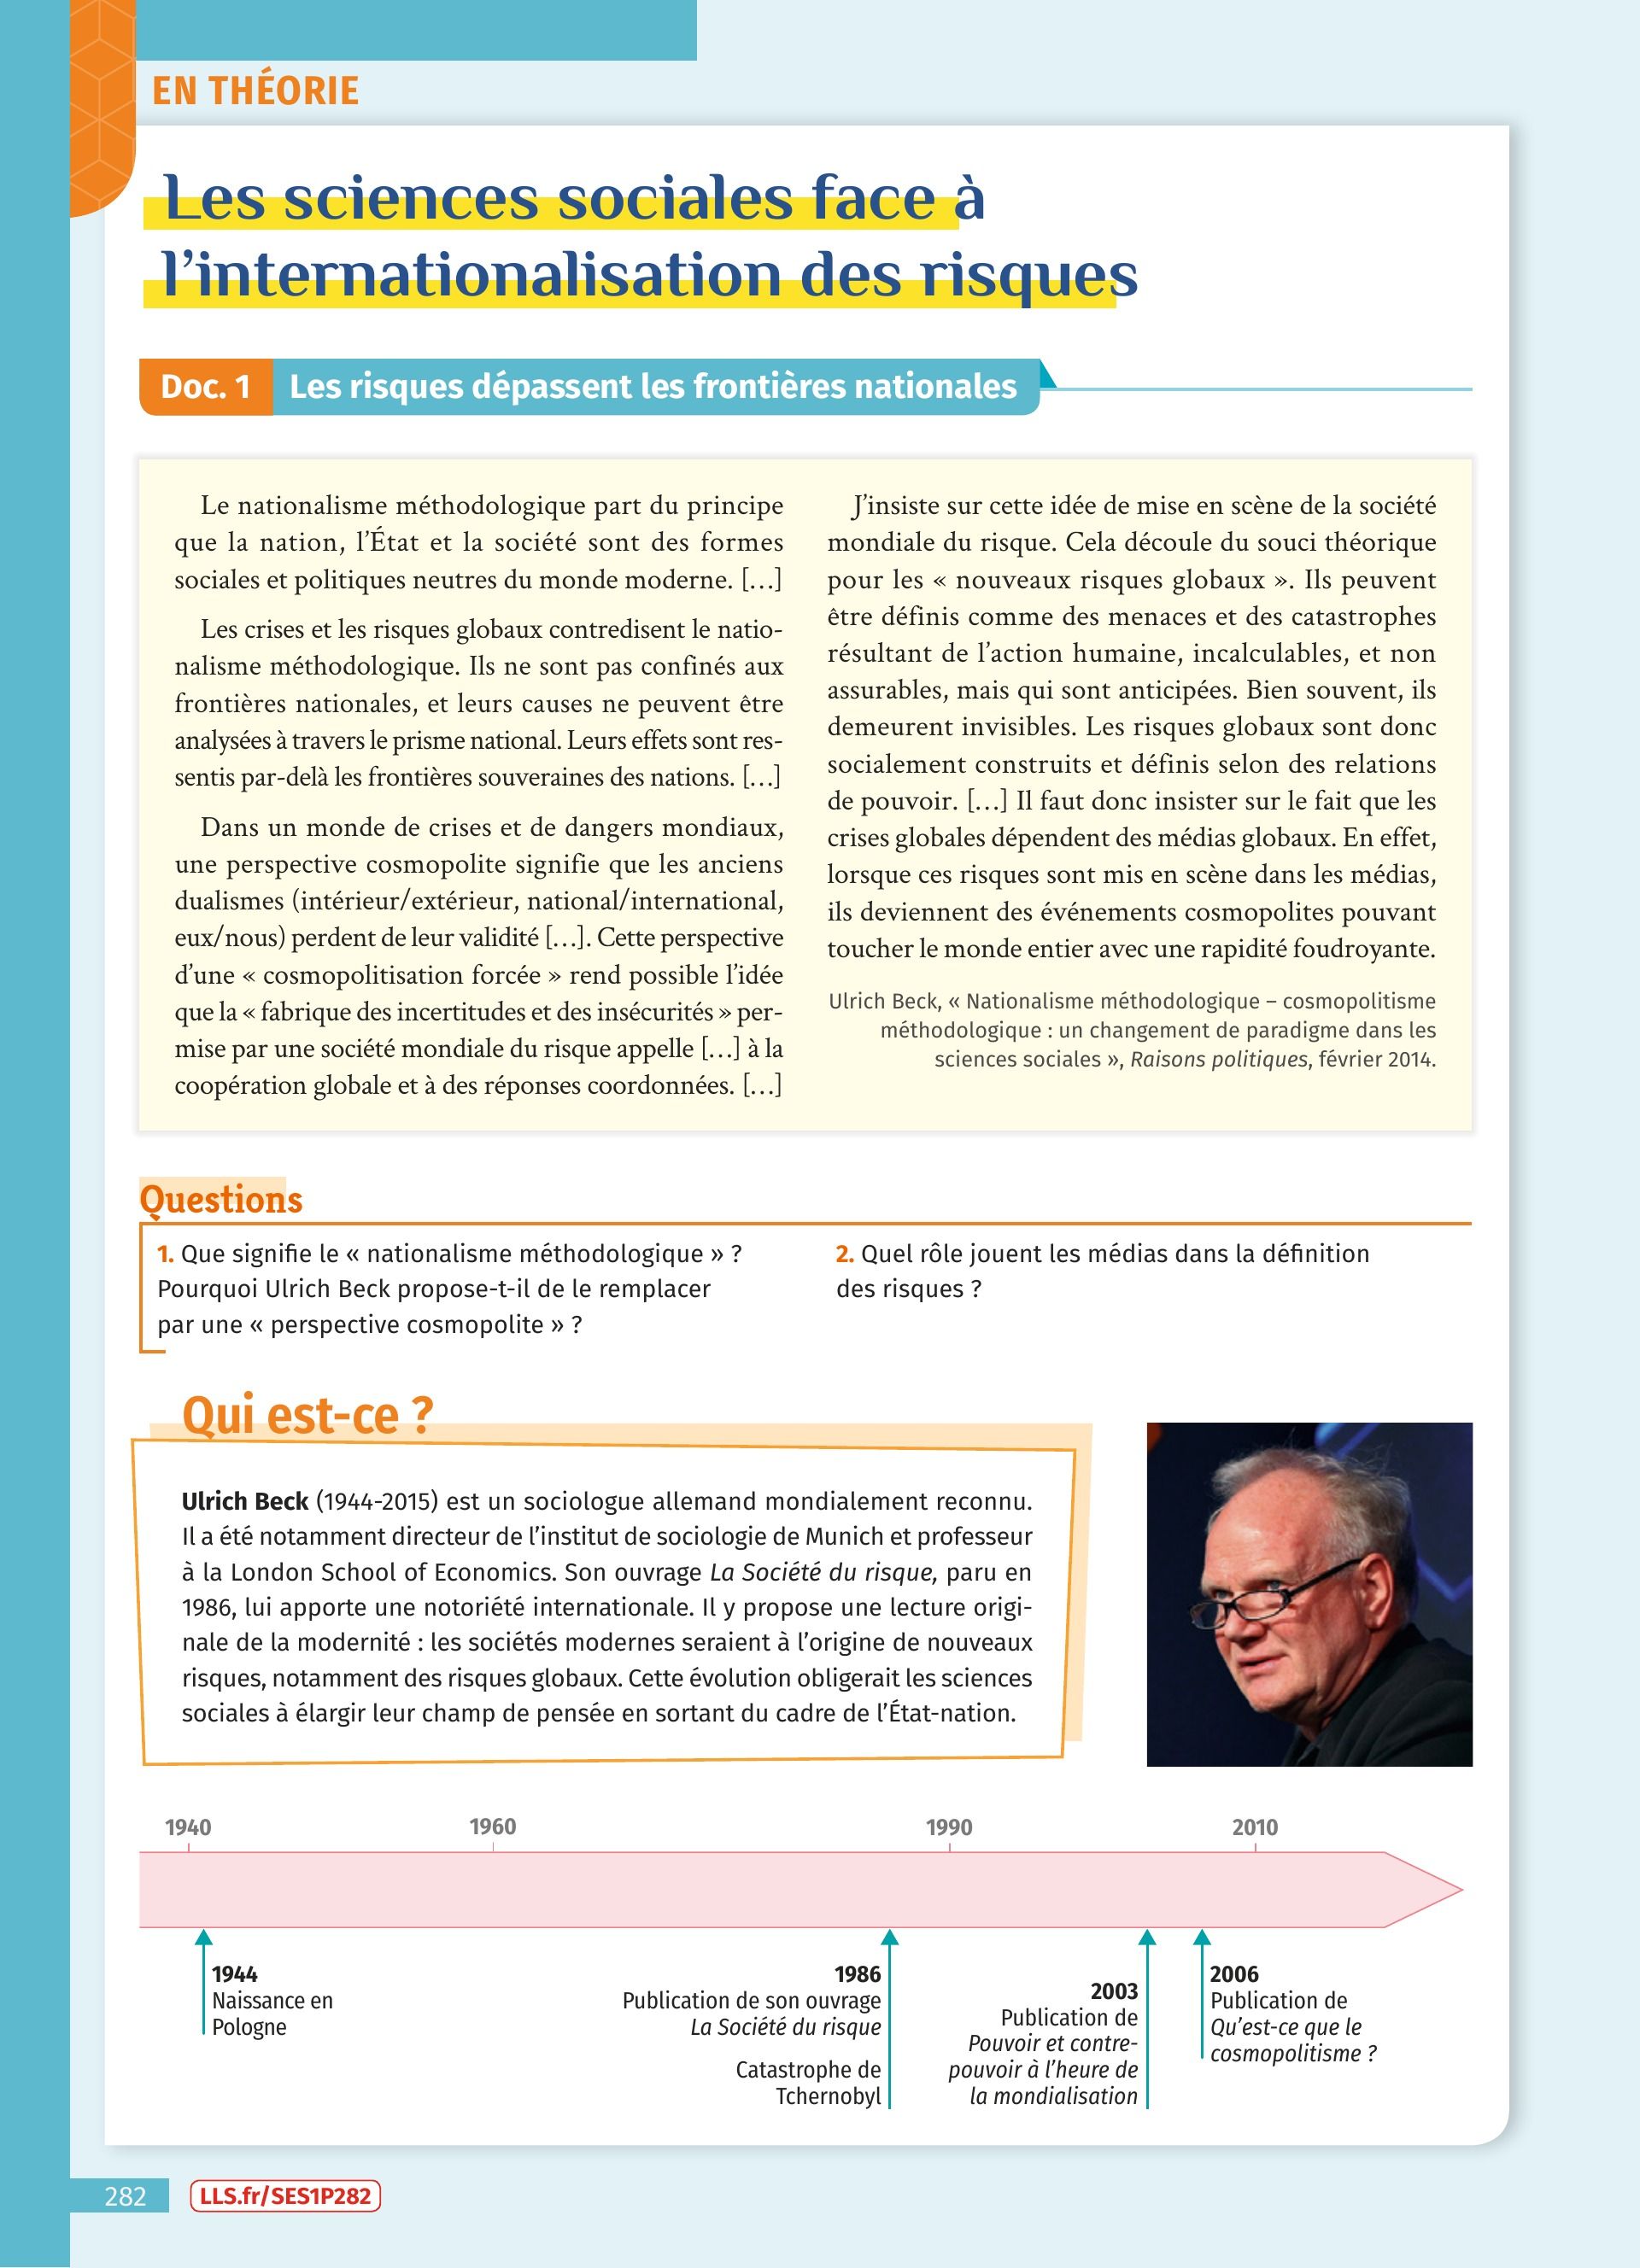 EN THÉORIE
Les sciences sociales face à
l’internationalisation des risques
Doc. 1 Les risques dépassent les frontières nationales
Le nationalisme méthodologique part du principe
que la nation, l’État et la société sont des formes
sociales et politiques neutres du monde moderne. […]
Les crises et les risques globaux contredisent le natio-
nalisme méthodologique. Ils ne sont pas confinés aux
frontières nationales, et leurs causes ne peuvent être
analysées à travers le prisme national. Leurs effets sont res-
sentis par-delà les frontières souveraines des nations. […]
Dans un monde de crises et de dangers mondiaux,
une perspective cosmopolite signifie que les anciens
dualismes (intérieur/extérieur, national/international,
eux/nous) perdent de leur validité […]. Cette perspective
d’une « cosmopolitisation forcée » rend possible l’idée
que la « fabrique des incertitudes et des insécurités » per-
mise par une société mondiale du risque appelle […] à la
coopération globale et à des réponses coordonnées. […]
J’insiste sur cette idée de mise en scène de la société
mondiale du risque. Cela découle du souci théorique
pour les « nouveaux risques globaux ». Ils peuvent
être définis comme des menaces et des catastrophes
résultant de l’action humaine, incalculables, et non
assurables, mais qui sont anticipées. Bien souvent, ils
demeurent invisibles. Les risques globaux sont donc
socialement construits et définis selon des relations
de pouvoir. […] Il faut donc insister sur le fait que les
crises globales dépendent des médias globaux. En effet,
lorsque ces risques sont mis en scène dans les médias,
ils deviennent des événements cosmopolites pouvant
toucher le monde entier avec une rapidité foudroyante.
Ulrich Beck, « Nationalisme méthodologique – cosmopolitisme
méthodologique : un changement de paradigme dans les
sciences sociales », Raisons politiques, février 2014.
Questions
1. Que signifie le « nationalisme méthodologique » ?
Pourquoi Ulrich Beck propose-t-il de le remplacer
par une « perspective cosmopolite » ?
2. Quel rôle jouent les médias dans la définition
des risques ?
Qui est-ce ?
Ulrich Beck (1944-2015) est un sociologue allemand mondialement reconnu.
Il a été notamment directeur de l’institut de sociologie de Munich et professeur
à la London School of Economics. Son ouvrage La Société du risque, paru en
1986, lui apporte une notoriété internationale. Il y propose une lecture origi-
nale de la modernité : les sociétés modernes seraient à l’origine de nouveaux
risques, notamment des risques globaux. Cette évolution obligerait les sciences
sociales à élargir leur champ de pensée en sortant du cadre de l’État-nation.
1940 1960 1990 2010
1944
Naissance en
Pologne
1986
Publication de son ouvrage
La Société du risque
Catastrophe de
Tchernobyl
2003
Publication de
Pouvoir et contre-
pouvoir à l’heure de
la mondialisation
2006
Publication de
Qu’est-ce que le
cosmopolitisme ?
282 LLS.fr/SES1P282